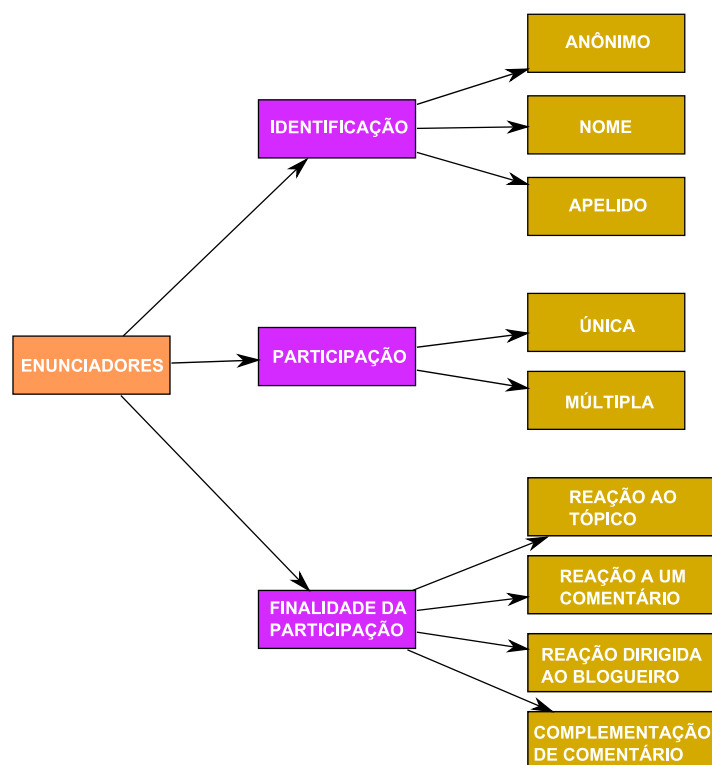 ENUNCIADORES
IDENTIFICAÇÃO
ANÔNIMO
NOME
APELIDO
PARTICIPAÇÃO
ÚNICA
MÚLTIPLA
FINALIDADE DA
PARTICIPAÇÃO
REAÇÃO AO
TÓPICO
REAÇÃO A UM
COMENTÁRIO
REAÇÃO DIRIGIDA
AO BLOGUEIRO
COMPLEMENTAÇÃO
DE COMENTÁRIO